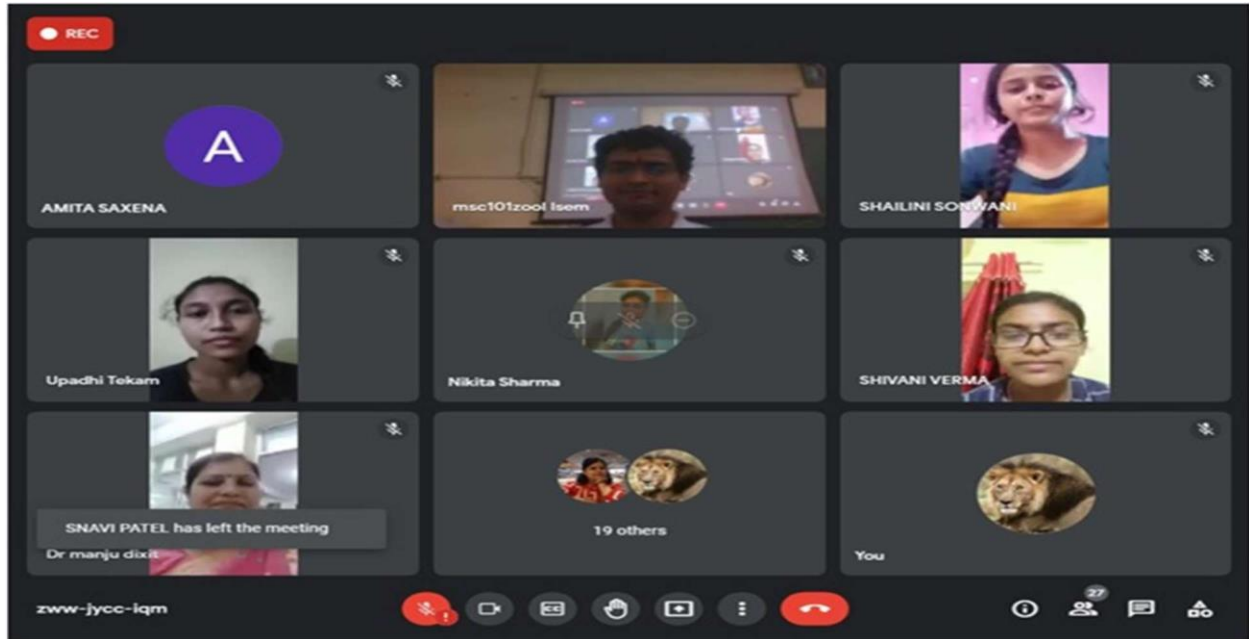 REC
A
AMITA SAXENA
msc101zool Isem
SHAILINI SONWANI
Upadhi Tekam
Nikita Sharma
SHIVANI VERMA
SNAVI PATEL has left the meeting
Dr manju dixit
19 others
You
zww-jycc-iqm
CC
27